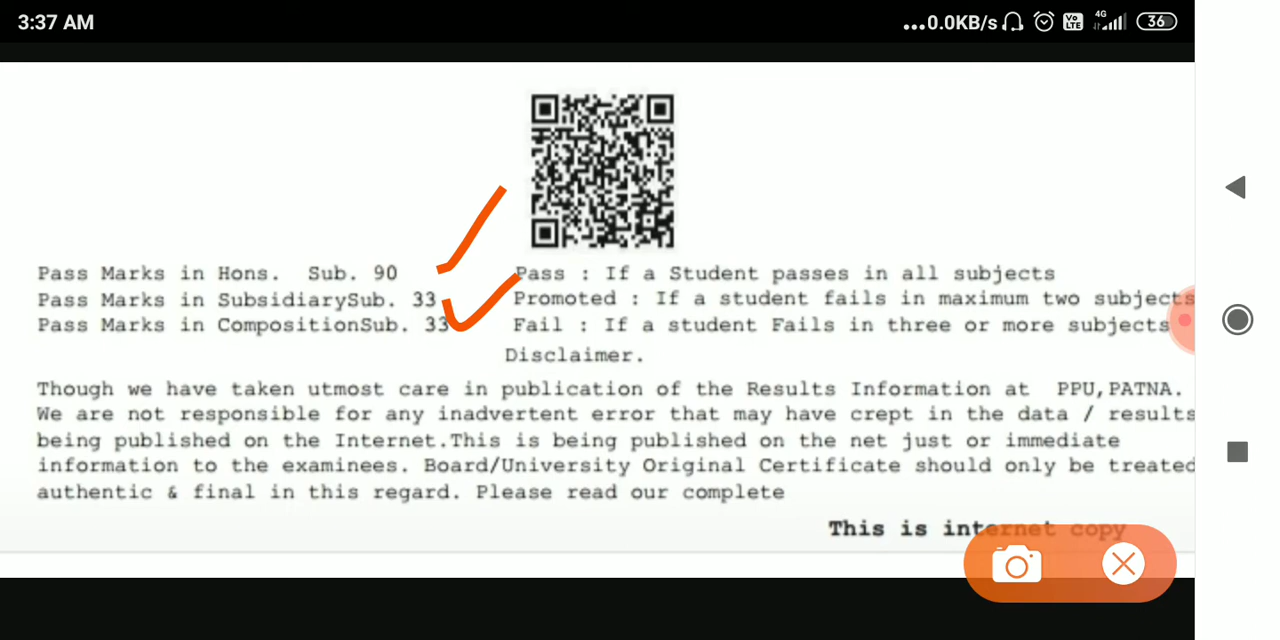 3:37 AM
...0.0KB/s Vo LTE 4G 36
Pass Marks in Hons. Sub. 90
Pass : If a Student passes in all subjects
Pass Marks in SubsidiarySub. 33
Promoted : If a student fails in maximum two subjects
Pass Marks in CompositionSub. 33
Fail : If a student Fails in three or more subjects
Disclaimer.
Though we have taken utmost care in publication of the Results Information at PPU,PATNA.
We are not responsible for any inadvertent error that may have crept in the data / results
being published on the Internet.This is being published on the net just or immediate
information to the examinees. Board/University Original Certificate should only be treated
authentic & final in this regard. Please read our complete
This is internet copy